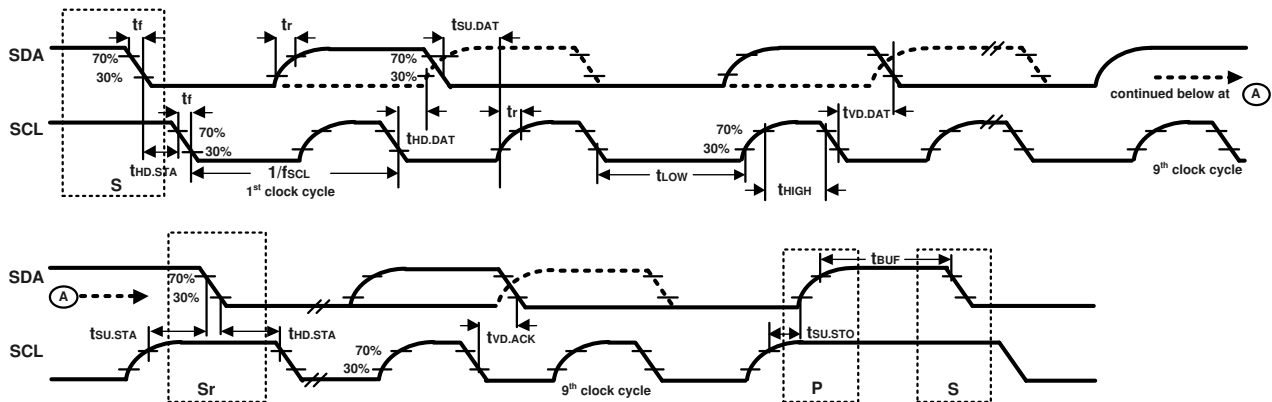 tf tr tSU.DAT
SDA 70% 70%
30% 30%
continued below at A
tf tr tVD.DAT
SCL 70% tHD.DAT 70%
30% 30%
tHD.STA 1/fSCL tLOW
S 1st clock cycle tHIGH 9th clock cycle
SDA 70% tBUF
A 30%
tSU.STA tHD.STA tVD.ACK tSU.STO
SCL 70%
30%
Sr 9th clock cycle P S